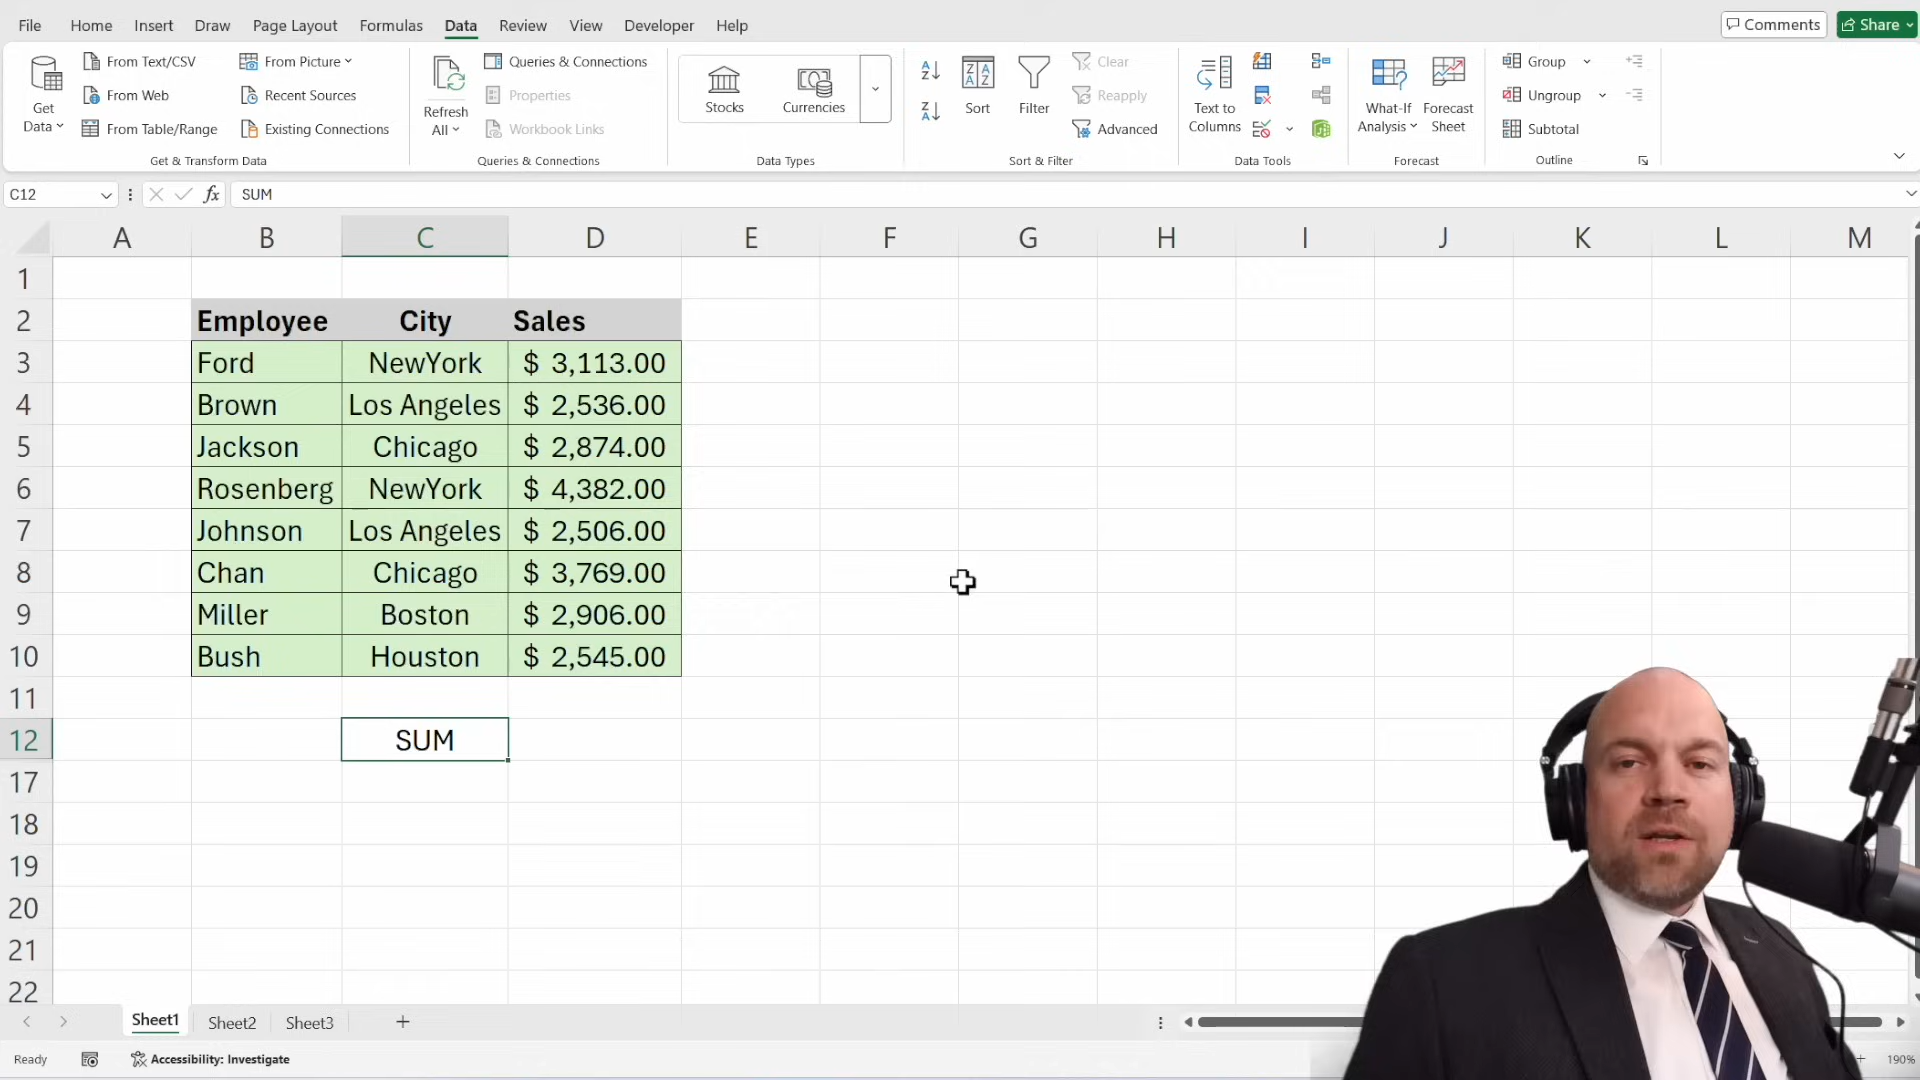 File Home Insert Draw Page Layout Formulas Data Review View Developer Help Comments Share
Get Data
From Text/CSV
From Web
From Table/Range
From Picture
Recent Sources
Existing Connections
Get & Transform Data
Refresh All
Queries & Connections
Properties
Workbook Links
Queries & Connections
Stocks
Currencies
Data Types
Sort
Filter
Clear
Reapply
Advanced
Sort & Filter
Text to Columns
Data Tools
What-If Analysis
Forecast Sheet
Forecast
Group
Ungroup
Subtotal
Outline
C12 fx SUM
A B C D E F G H I J K L M
1
2 Employee City Sales
3 Ford NewYork $ 3,113.00
4 Brown Los Angeles $ 2,536.00
5 Jackson Chicago $ 2,874.00
6 Rosenberg NewYork $ 4,382.00
7 Johnson Los Angeles $ 2,506.00
8 Chan Chicago $ 3,769.00
9 Miller Boston $ 2,906.00
10 Bush Houston $ 2,545.00
11
12 SUM
17
18
19
20
21
22
Sheet1 Sheet2 Sheet3
Ready Accessibility: Investigate 190%